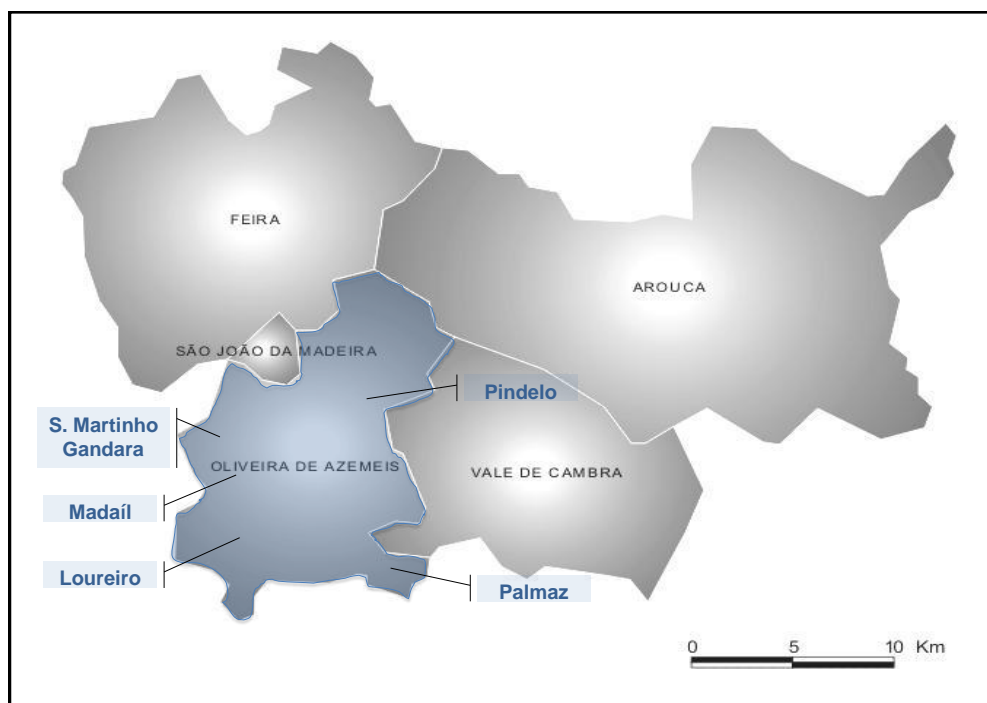 FEIRA
AROUCA
SÃO JOÃO DA MADEIRA
Pindelo
S. Martinho
Gandara
OLIVEIRA DE AZEMEIS
VALE DE CAMBRA
Madaíl
Loureiro
Palmaz
0 5 10 Km